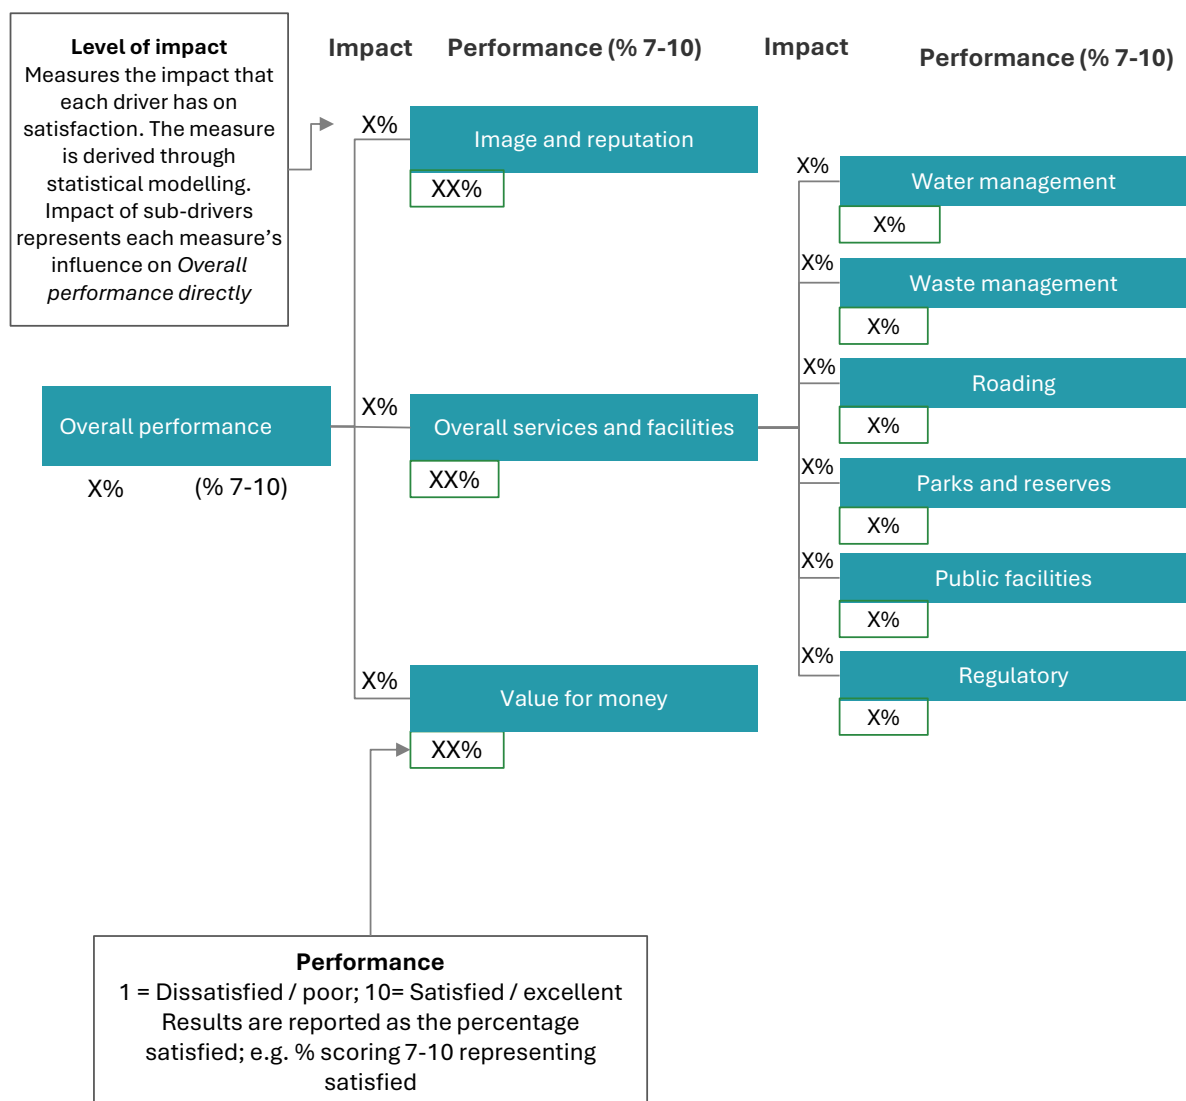 Level of impact
Measures the impact that
each driver has on
satisfaction. The measure
is derived through
statistical modelling.
Impact of sub-drivers
represents each measure’s
influence on Overall
performance directly
Impact
Performance (% 7-10)
Impact
Performance (% 7-10)
Overall performance
X%
(% 7-10)
X%
Image and reputation
XX%
X%
Overall services and facilities
XX%
X%
Value for money
XX%
X%
Water management
X%
X%
Waste management
X%
X%
Roading
X%
X%
Parks and reserves
X%
X%
Public facilities
X%
X%
Regulatory
X%
Performance
1 = Dissatisfied / poor; 10= Satisfied / excellent
Results are reported as the percentage
satisfied; e.g. % scoring 7-10 representing
satisfied